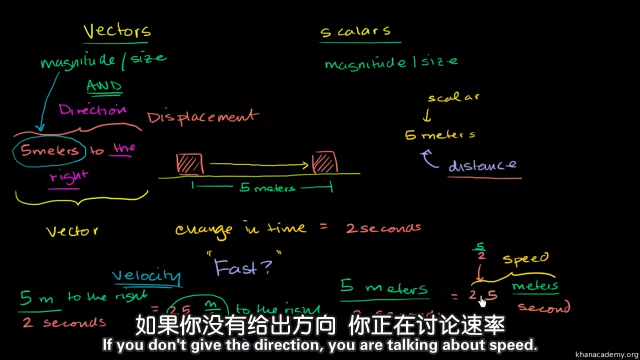 Vectors
scalars
magnitude/size
magnitude/size
AND
Direction
Displacement
scalar
5 meters to the
right
5 meters
5 meters
distance
vector
change in time = 2 seconds
"Fast?"
5
2
speed
Velocity
5 m to the right
2 seconds
= 2.5 m to the right
5 meters
= 2.5 meters
second
如果你没有给出方向 你正在讨论速率
If you don't give the direction, you are talking about speed.
khanacademy.org